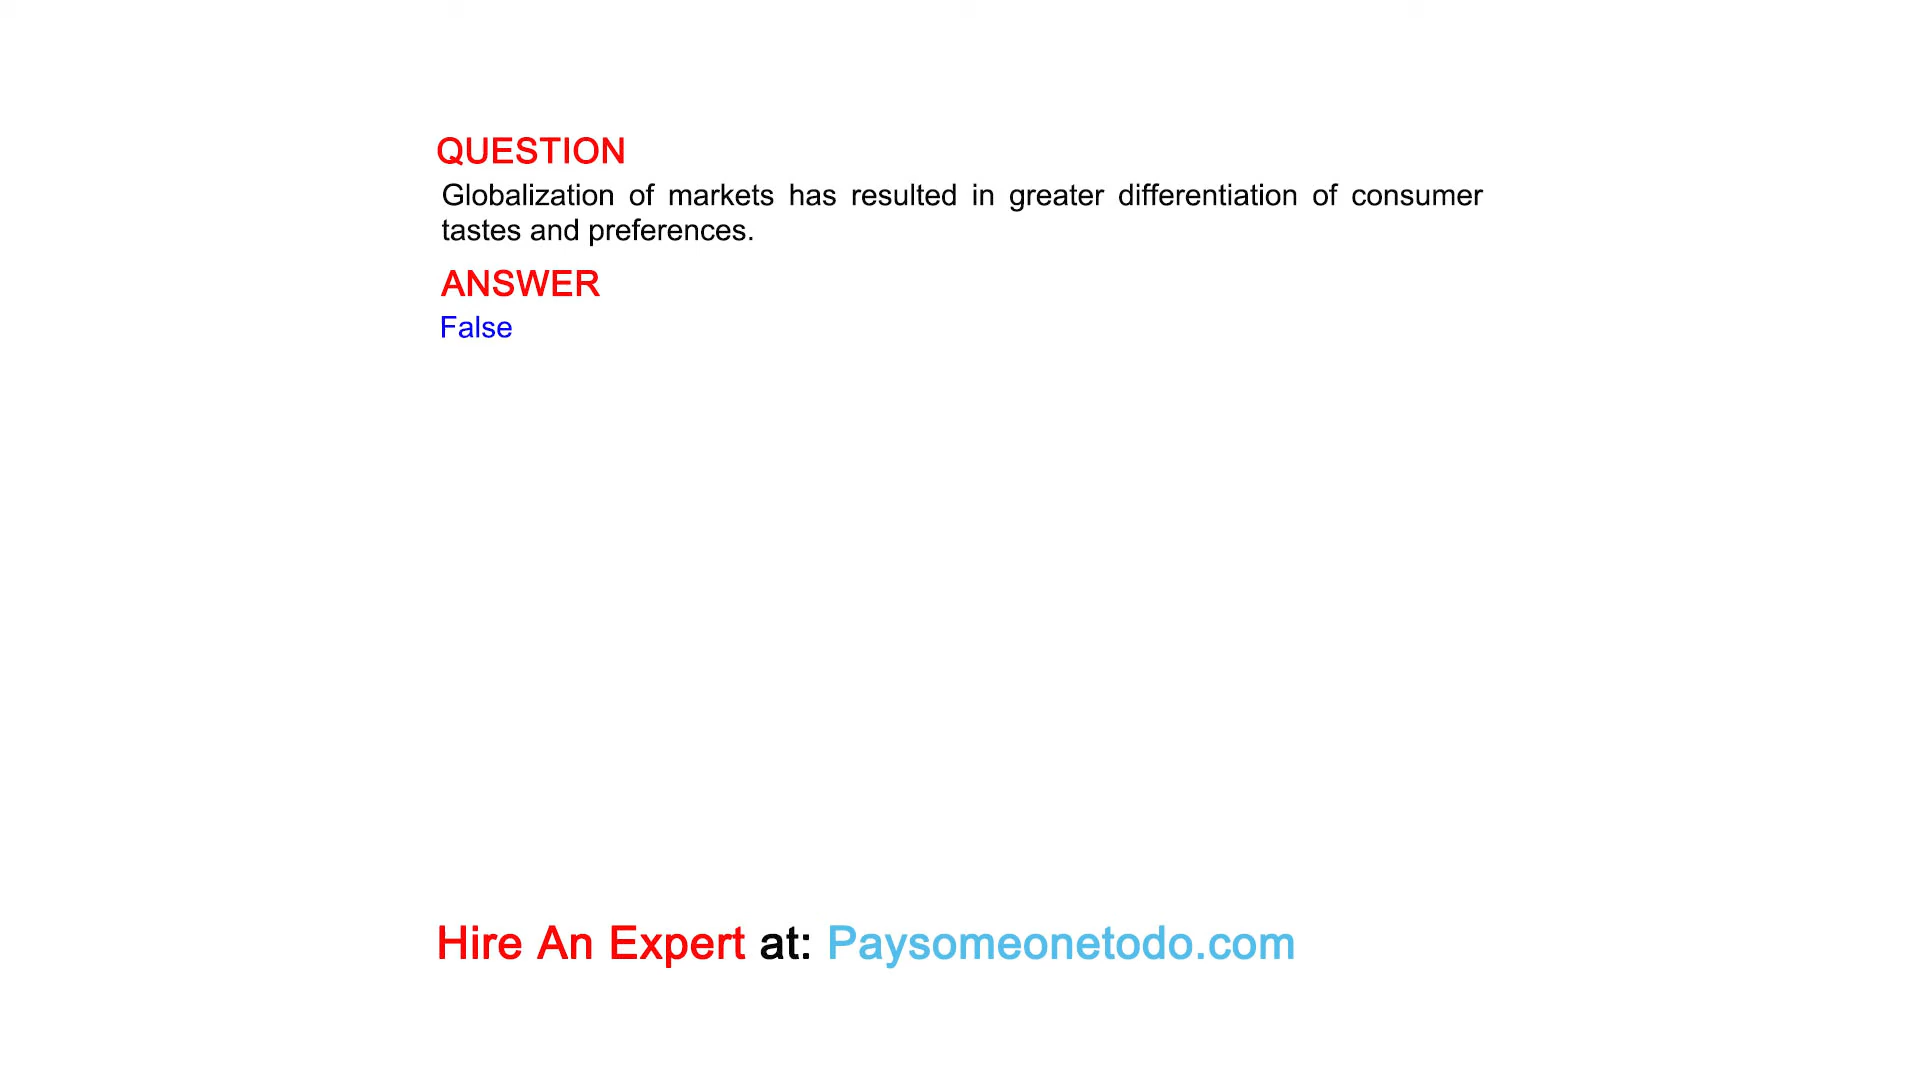 QUESTION
Globalization of markets has resulted in greater differentiation of consumer
tastes and preferences.
ANSWER
False
Hire An Expert at: Paysomeonetodo.com